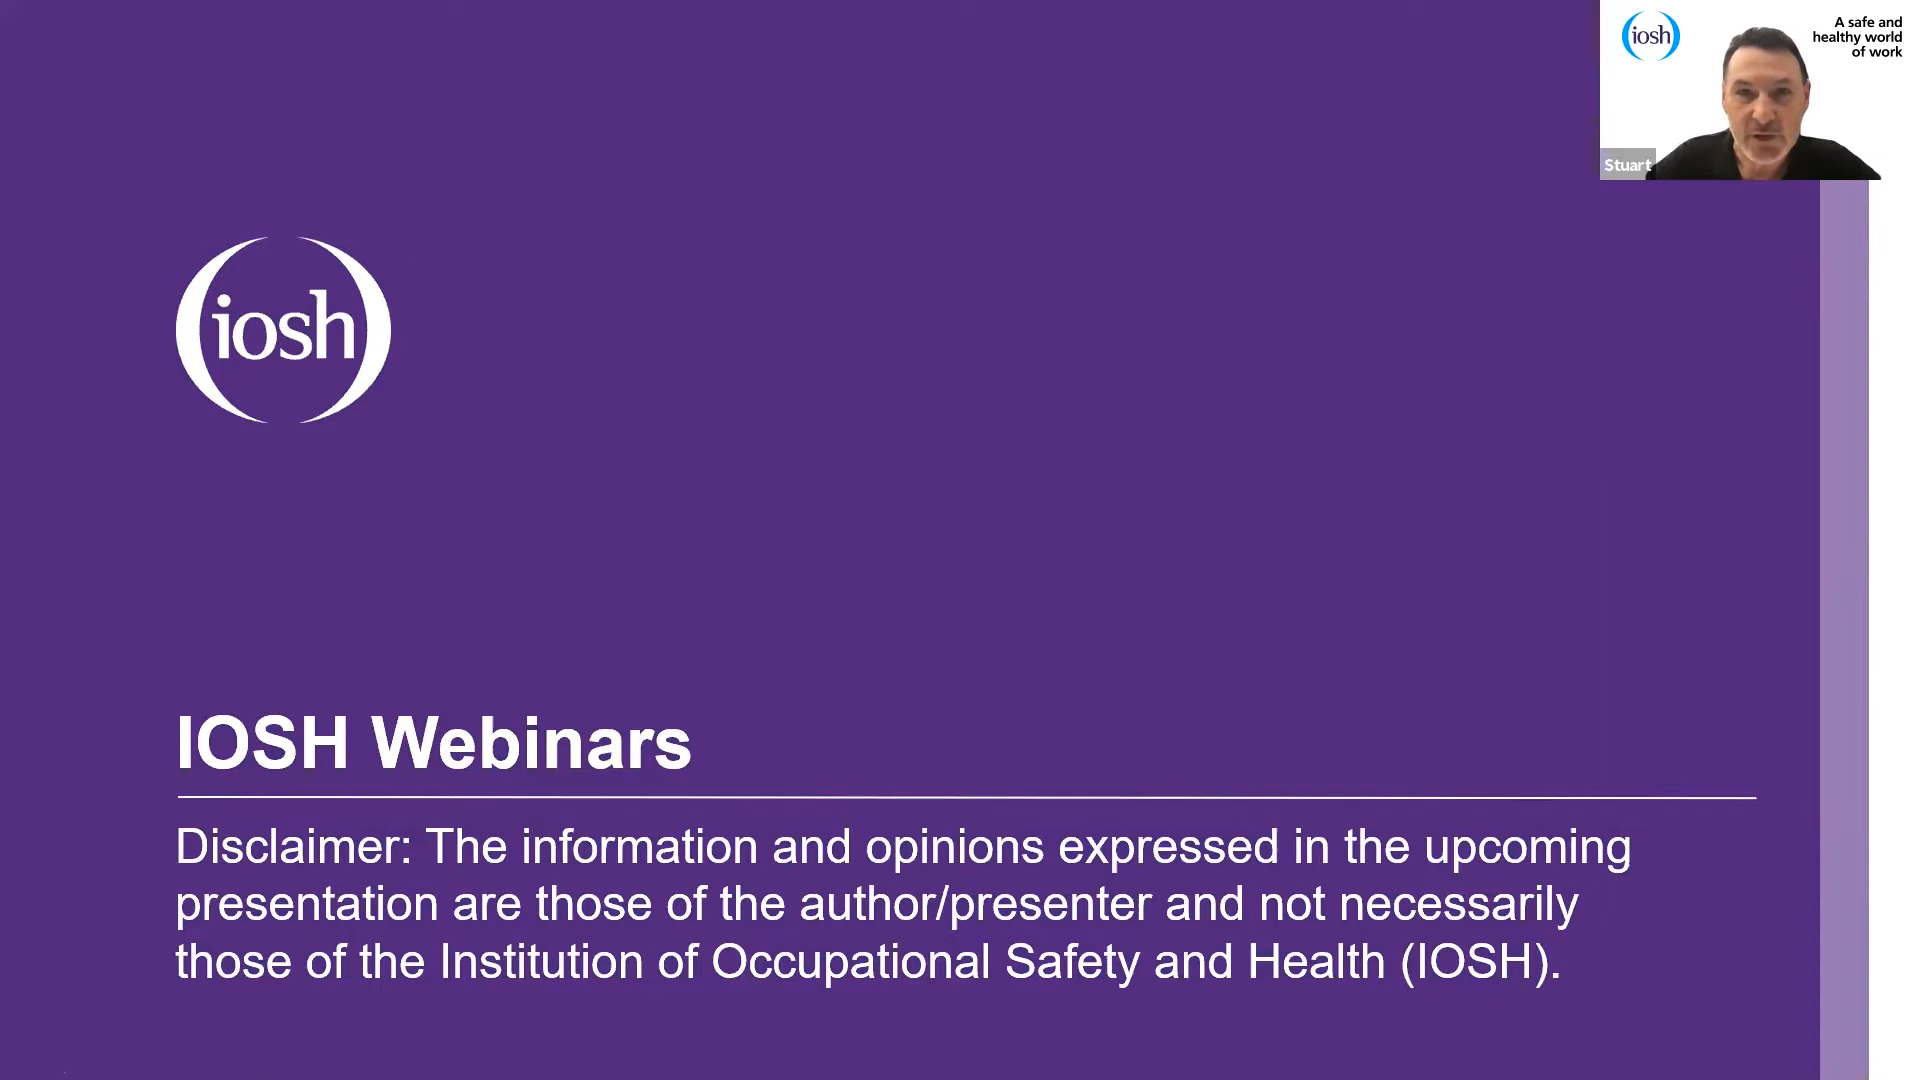 iosh
A safe and
healthy world
of work
Stuart
iosh
IOSH Webinars
Disclaimer: The information and opinions expressed in the upcoming
presentation are those of the author/presenter and not necessarily
those of the Institution of Occupational Safety and Health (IOSH).